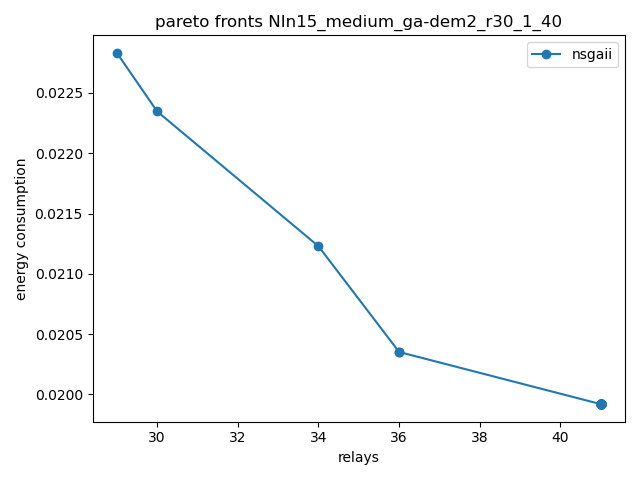 pareto fronts NIn15_medium_ga-dem2_r30_1_40
nsgaii
energy consumption
0.0225
0.0220
0.0215
0.0210
0.0205
0.0200
30 32 34 36 38 40
relays